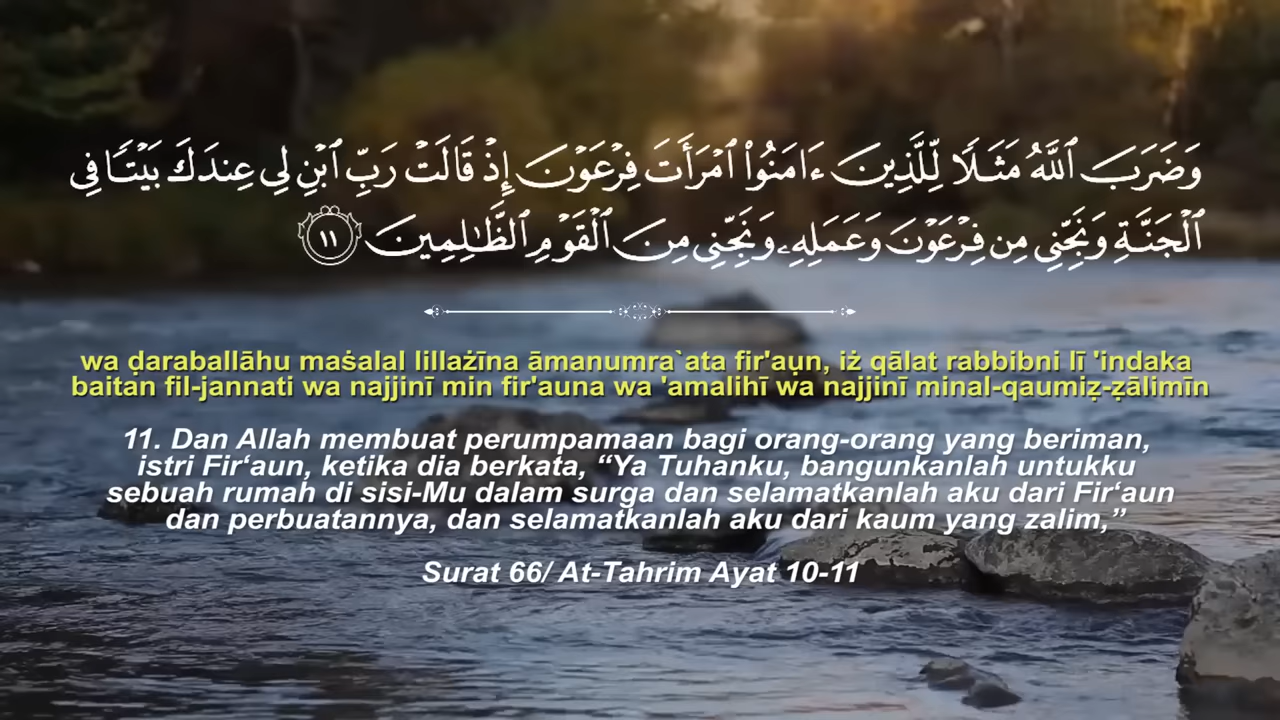 وَضَرَبَ ٱللَّهُ مَثَلًا لِّلَّذِينَ ءَامَنُوا۟ ٱمْرَأَتَ فِرْعَوْنَ إِذْ قَالَتْ رَبِّ ٱبْنِ لِى عِندَكَ بَيْتًا فِى
ٱلْجَنَّةِ وَنَجِّنِى مِن فِرْعَوْنَ وَعَمَلِهِۦ وَنَجِّنِى مِنَ ٱلْقَوْمِ ٱلظَّٰلِمِينَ ١١
wa ḍaraballāhu maṡalal lillażīna āmanumra`ata fir'aụn, iż qālat rabbibni lī 'indaka
baitan fil-jannati wa najjinī min fir'auna wa 'amalihī wa najjinī minal-qaumiẓ-ẓālimīn
11. Dan Allah membuat perumpamaan bagi orang-orang yang beriman,
istri Fir‘aun, ketika dia berkata, “Ya Tuhanku, bangunkanlah untukku
sebuah rumah di sisi-Mu dalam surga dan selamatkanlah aku dari Fir‘aun
dan perbuatannya, dan selamatkanlah aku dari kaum yang zalim,”
Surat 66/ At-Tahrim Ayat 10-11